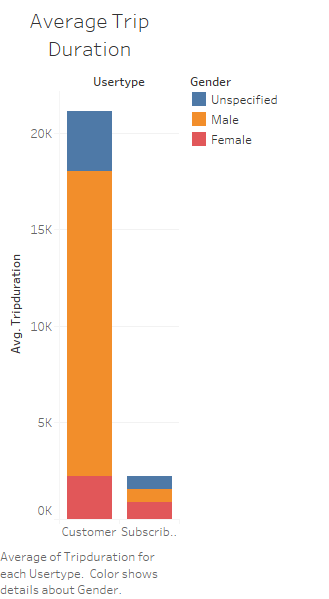 Average Trip
Duration
Usertype
Gender
Unspecified
Male
Female
20K
15K
10K
5K
0K
Avg. Tripduration
Customer Subscrib..
Average of Tripduration for
each Usertype. Color shows
details about Gender.